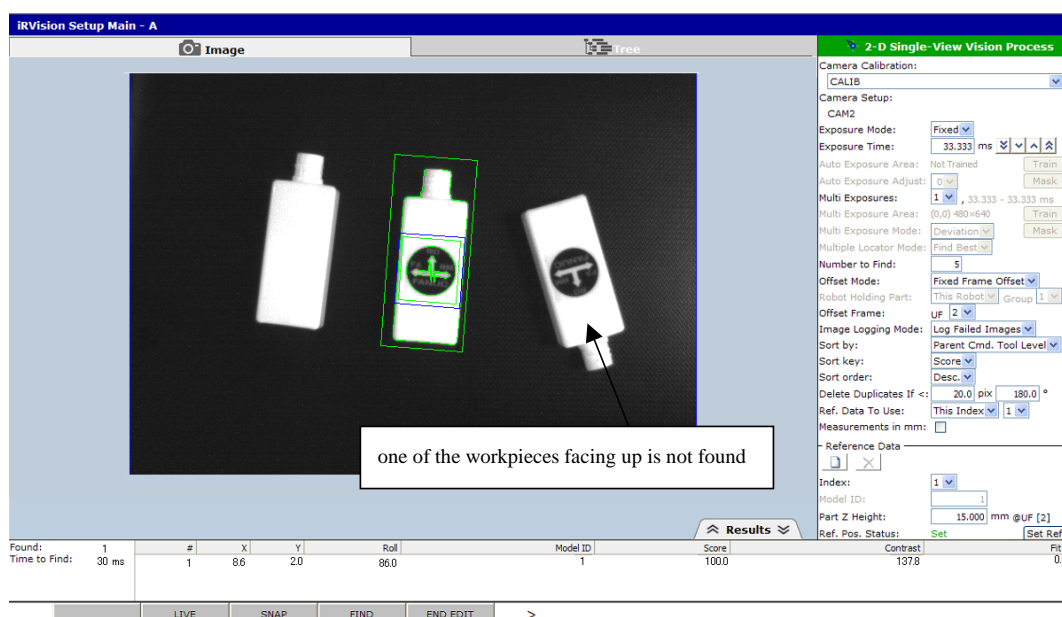 iRVision Setup Main - A
Image
Tree
2-D Single-View Vision Process
Camera Calibration:
CALIB
Camera Setup:
CAM2
Exposure Mode: Fixed
Exposure Time: 33.333 ms
Auto Exposure Area: Not Trained Train
Auto Exposure Adjust: 0 Mask
Multi Exposures: 1 , 33.333 - 33.333 ms
Multi Exposure Area: (0,0) 480×640 Train
Multi Exposure Mode: Deviation Mask
Multiple Locator Mode: Find Best
Number to Find: 5
Offset Mode: Fixed Frame Offset
Robot Holding Part: This Robot Group 1
Offset Frame: UF 2
Image Logging Mode: Log Failed Images
Sort by: Parent Cmd. Tool Level
Sort key: Score
Sort order: Desc.
Delete Duplicates If <: 20.0 pix 180.0 °
Ref. Data To Use: This Index 1
Measurements in mm:
Reference Data
Index: 1
Model ID: 1
Part Z Height: 15.000 mm @UF [2]
Ref. Pos. Status: Set Set Ref
FANUC
FANUC
one of the workpieces facing up is not found
Results
Found: 1 # X Y Roll Model ID Score Contrast Fit
Time to Find: 30 ms 1 8.6 2.0 86.0 1 100.0 137.8 0.
LIVE SNAP FIND END EDIT >